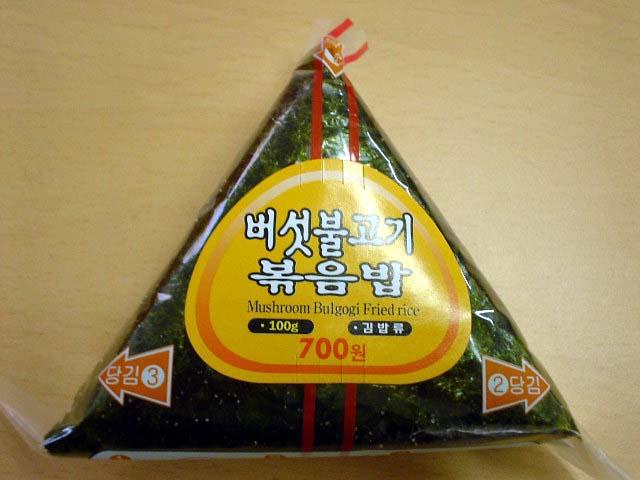 버섯불고기
볶음밥
Mushroom Bulgogi Fried rice
• 100g
• 김밥류
700원
당김 3
2 당김